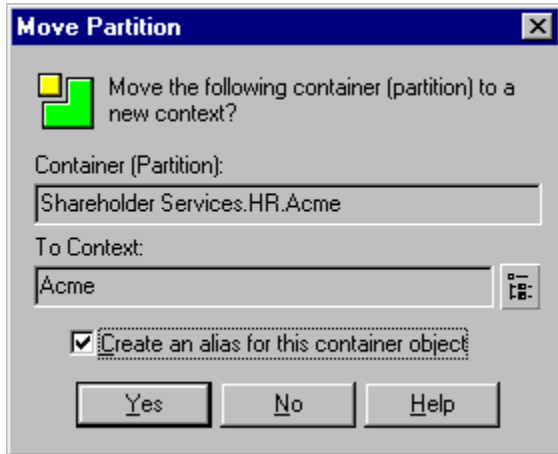 Move Partition
Move the following container (partition) to a
new context?
Container (Partition):
Shareholder Services.HR.Acme
To Context:
Acme
Create an alias for this container object
Yes No Help